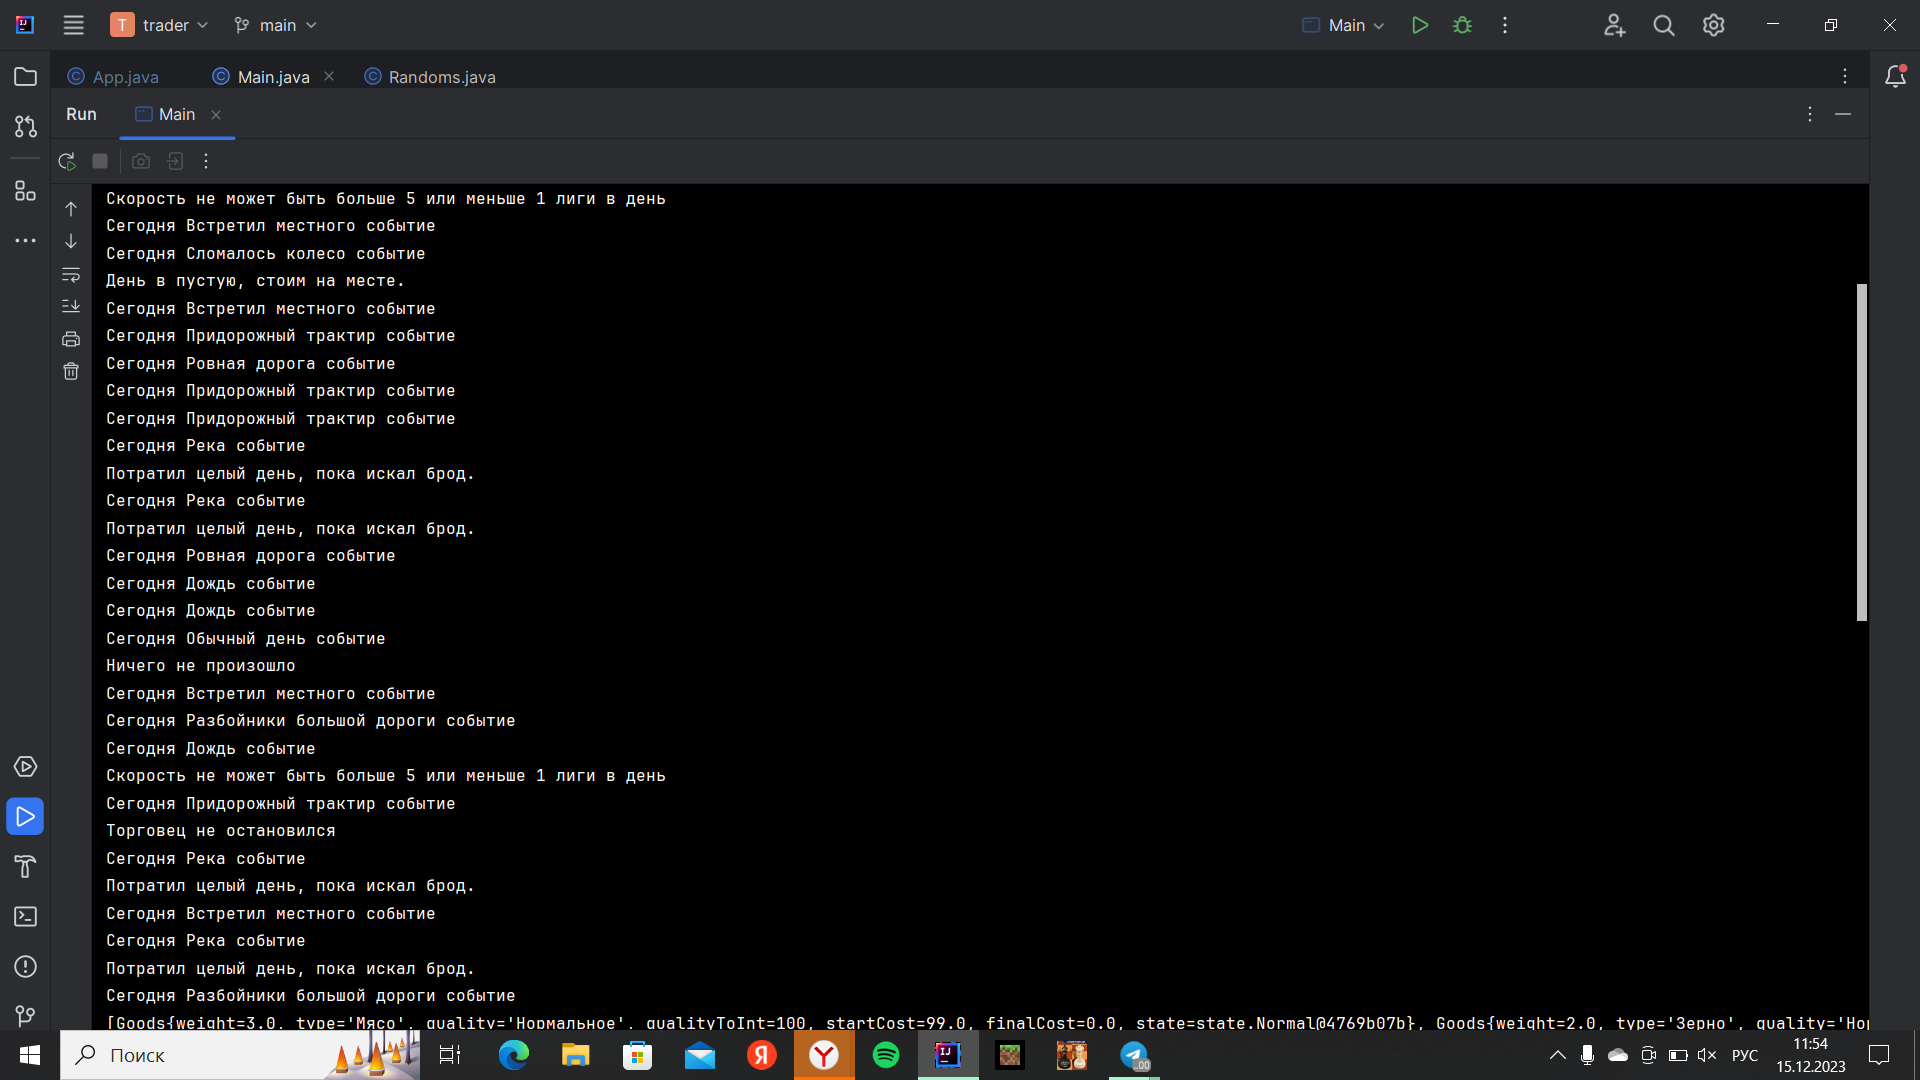 T trader main Main
App.java Main.java Randoms.java
Run Main
Скорость не может быть больше 5 или меньше 1 лиги в день
Сегодня Встретил местного событие
Сегодня Сломалось колесо событие
День в пустую, стоим на месте.
Сегодня Встретил местного событие
Сегодня Придорожный трактир событие
Сегодня Ровная дорога событие
Сегодня Придорожный трактир событие
Сегодня Придорожный трактир событие
Сегодня Река событие
Потратил целый день, пока искал брод.
Сегодня Река событие
Потратил целый день, пока искал брод.
Сегодня Ровная дорога событие
Сегодня Дождь событие
Сегодня Дождь событие
Сегодня Обычный день событие
Ничего не произошло
Сегодня Встретил местного событие
Сегодня Разбойники большой дороги событие
Сегодня Дождь событие
Скорость не может быть больше 5 или меньше 1 лиги в день
Сегодня Придорожный трактир событие
Торговец не остановился
Сегодня Река событие
Потратил целый день, пока искал брод.
Сегодня Встретил местного событие
Сегодня Река событие
Потратил целый день, пока искал брод.
Сегодня Разбойники большой дороги событие
[Goods{weight=3.0, type='Мясо', quality='Нормальное', qualityToInt=100, startCost=99.0, finalCost=0.0, state=state.Normal@4769b07b}, Goods{weight=2.0, type='Зерно', quality='Нор
Поиск
РУС
11:54
15.12.2023